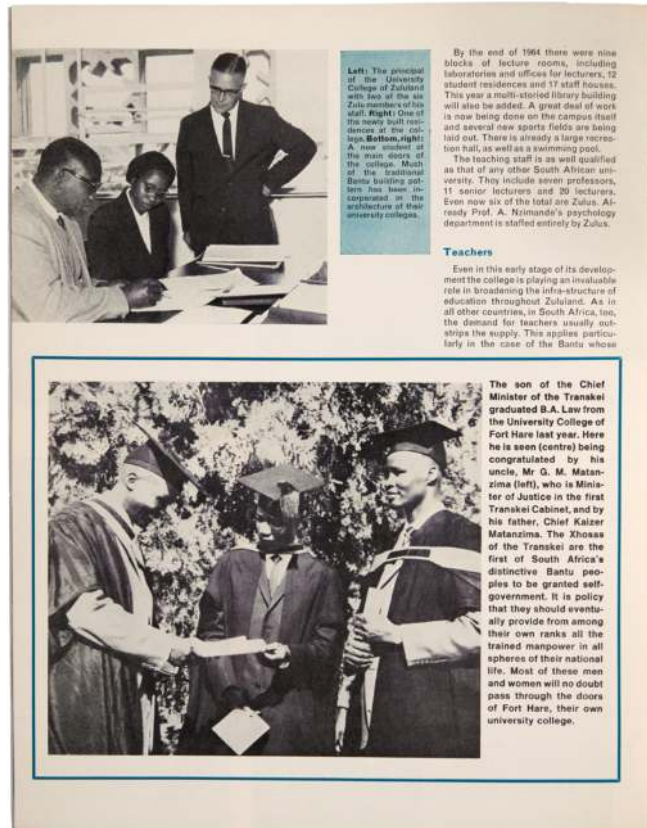 Left: The principal
of the University
College of Zululand
with two of the six
Zulu members of his
staff. Right: One of
the newly built resi-
dences at the col-
lege. Bottom, right:
A new student at
the main doors of
the college. Much
of the traditional
Bantu building pat-
tern has been in-
corporated in the
architecture of their
university colleges.
By the end of 1964 there were nine
blocks of lecture rooms, including
laboratories and offices for lecturers, 12
student residences and 17 staff houses.
This year a multi-storied library building
will also be added. A great deal of work
is now being done on the campus itself
and several new sports fields are being
laid out. There is already a large recrea-
tion hall, as well as a swimming pool.
The teaching staff is as well qualified
as that of any other South African uni-
versity. They include seven professors,
11 senior lecturers and 20 lecturers.
Even now six of the total are Zulus. Al-
ready Prof. A. Nzimande's psychology
department is staffed entirely by Zulus.
Teachers
Even in this early stage of its develop-
ment the college is playing an invaluable
role in broadening the infra-structure of
education throughout Zululand. As in
all other countries, in South Africa, too,
the demand for teachers usually out-
strips the supply. This applies particu-
larly in the case of the Bantu whose
The son of the Chief
Minister of the Transkei
graduated B.A. Law from
the University College of
Fort Hare last year. Here
he is seen (centre) being
congratulated by his
uncle, Mr G. M. Matan-
zima (left), who is Minis-
ter of Justice in the first
Transkei Cabinet, and by
his father, Chief Kaizer
Matanzima. The Xhosas
of the Transkei are the
first of South Africa's
distinctive Bantu peo-
ples to be granted self-
government. It is policy
that they should eventu-
ally provide from among
their own ranks all the
trained manpower in all
spheres of their national
life. Most of these men
and women will no doubt
pass through the doors
of Fort Hare, their own
university college.